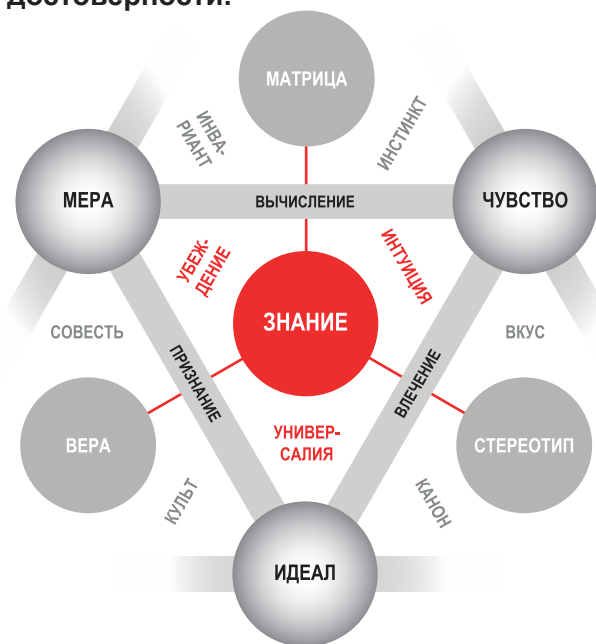 достоверности.
МАТРИЦА
ИНВА-
РИАНТ
ИНСТИНКТ
МЕРА
ВЫЧИСЛЕНИЕ
ЧУВСТВО
УБЕЖ-
ДЕНИЕ
ИНТУИЦИЯ
ЗНАНИЕ
СОВЕСТЬ
ВКУС
ПРИЗНАНИЕ
ВЛЕЧЕНИЕ
ВЕРА
УНИВЕР-
САЛИЯ
СТЕРЕОТИП
КУЛЬТ
КАНОН
ИДЕАЛ